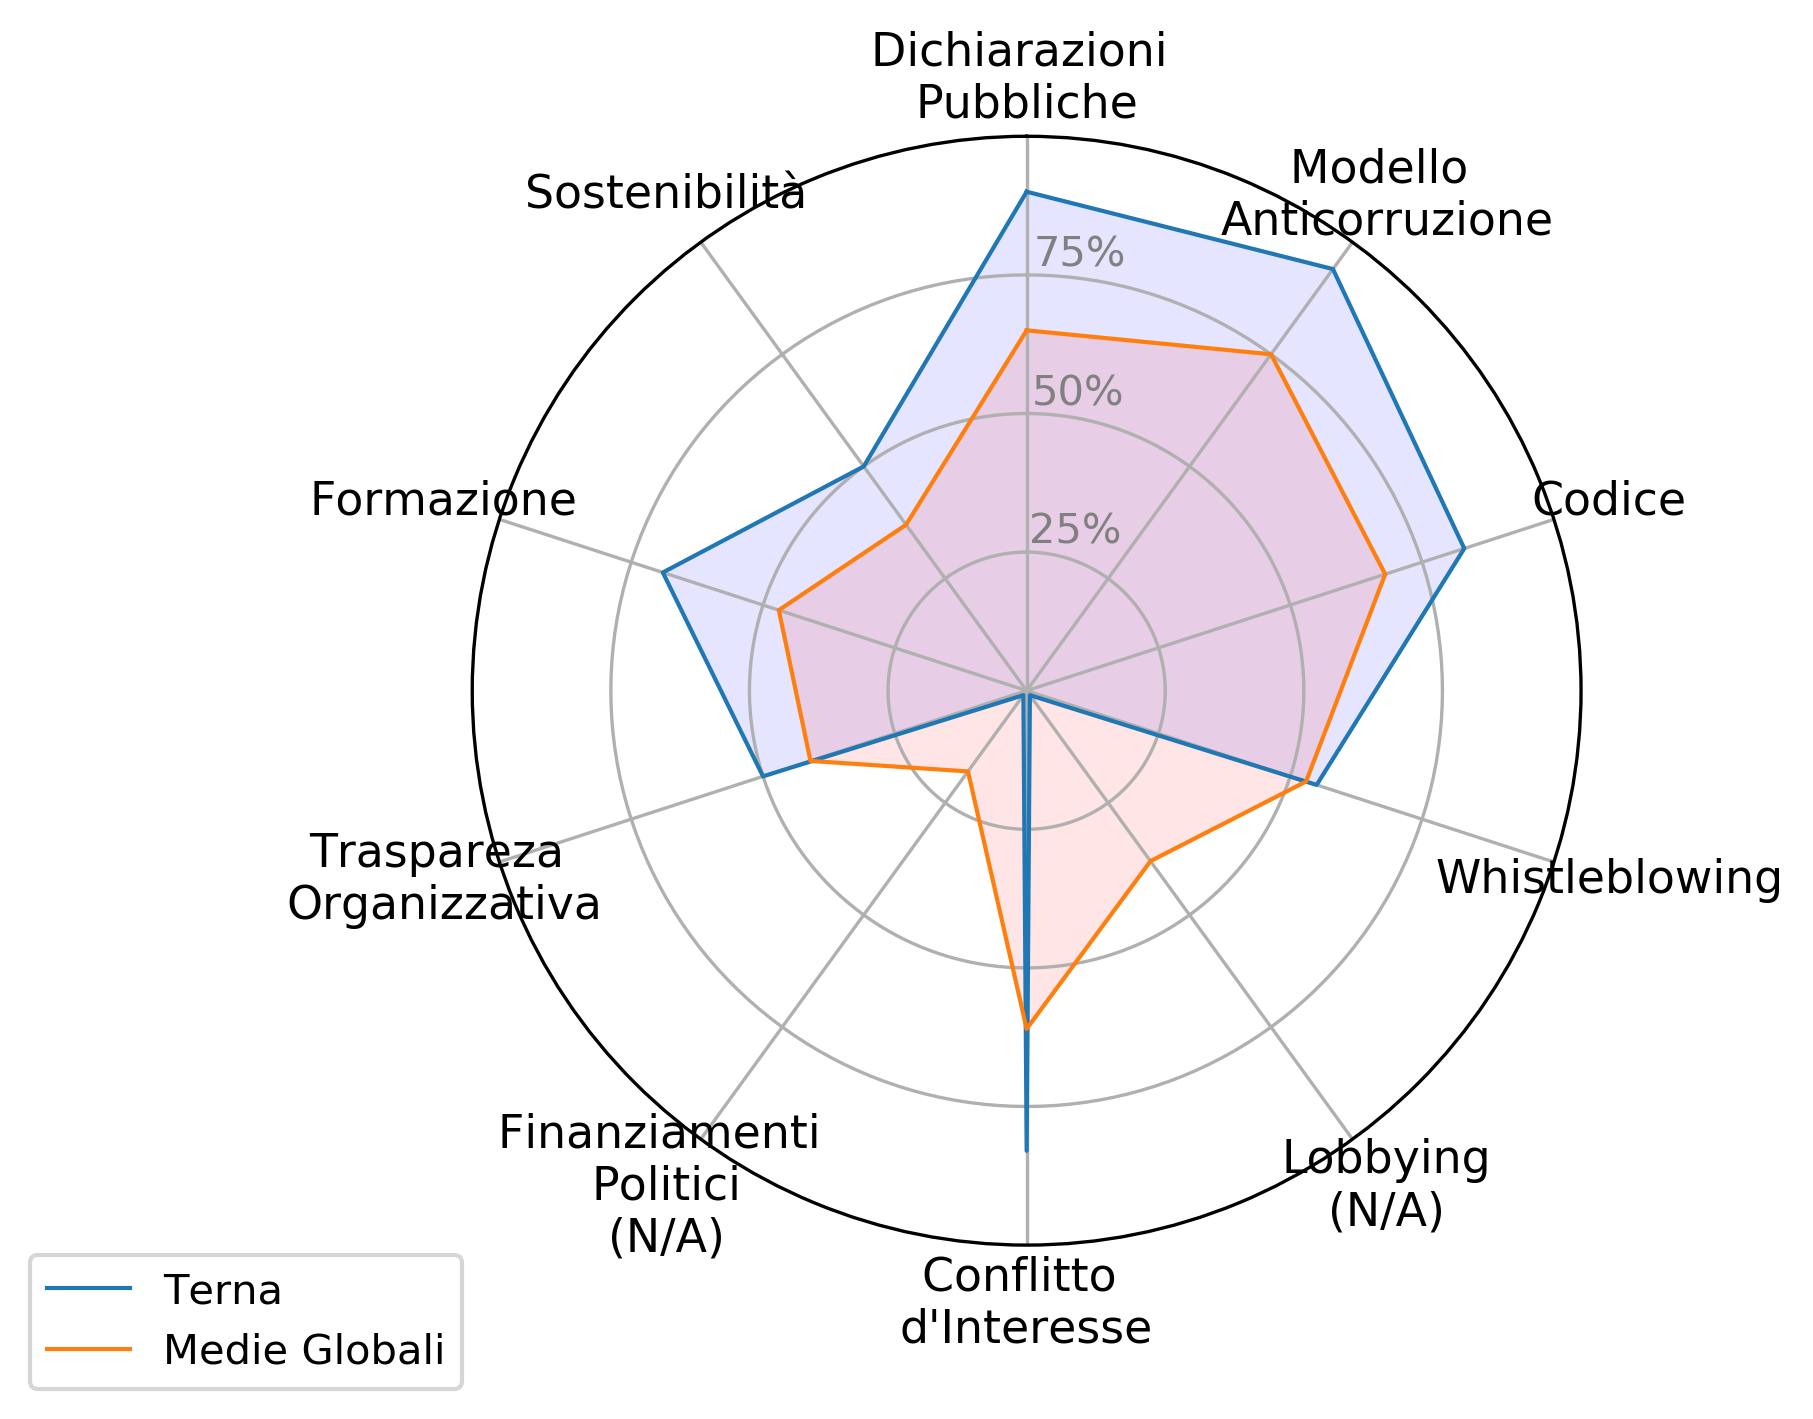 Dichiarazioni
Pubbliche
Modello
Anticorruzione
Sostenibilità
75%
50%
25%
Formazione
Codice
Traspareza
Organizzativa
Whistleblowing
Finanziamenti
Politici
(N/A)
Lobbying
(N/A)
Conflitto
d'Interesse
Terna
Medie Globali